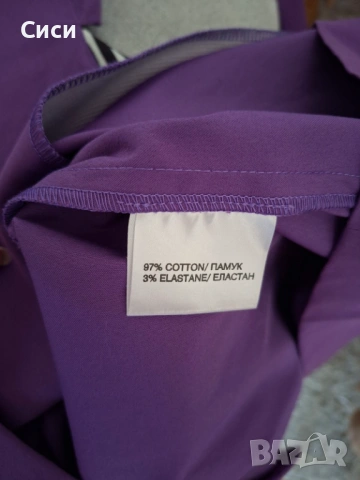 Сиси
97% COTTON/ ПАМУК
3% ELASTANE/ ЕЛАСТАН
BAZAR